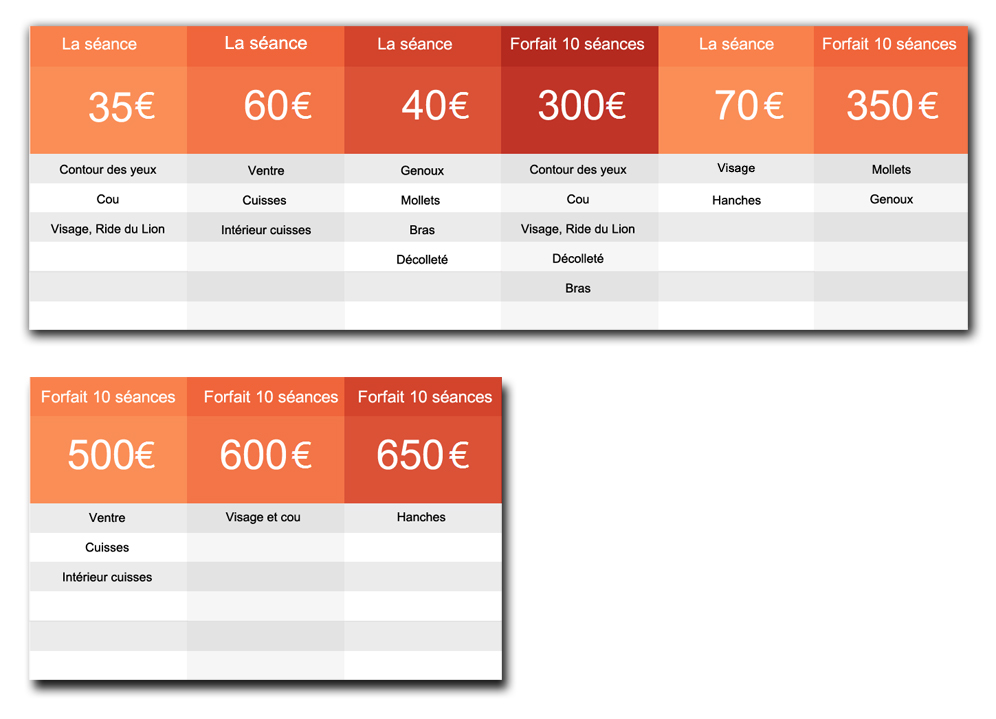 La séance
La séance
La séance
Forfait 10 séances
La séance
Forfait 10 séances
35€
60€
40€
300€
70€
350€
Contour des yeux
Ventre
Genoux
Contour des yeux
Visage
Mollets
Cou
Cuisses
Mollets
Cou
Hanches
Genoux
Visage, Ride du Lion
Intérieur cuisses
Bras
Visage, Ride du Lion
Décolleté
Décolleté
Bras
Forfait 10 séances
Forfait 10 séances
Forfait 10 séances
500€
600€
650€
Ventre
Visage et cou
Hanches
Cuisses
Intérieur cuisses